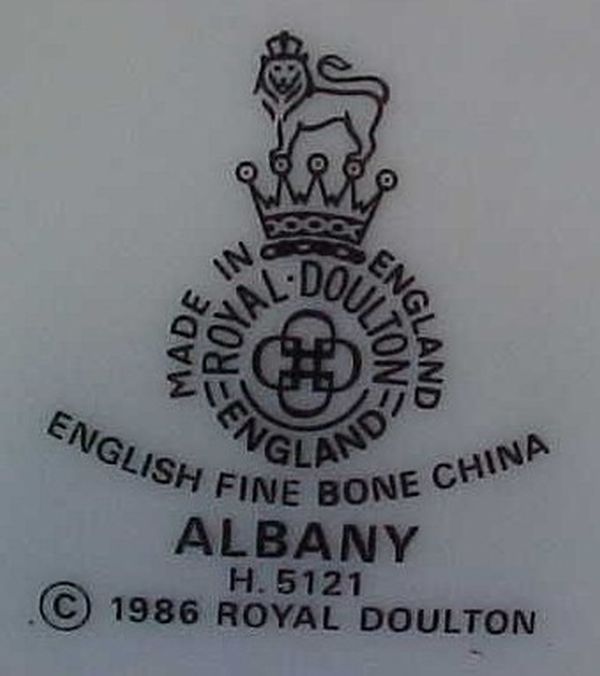 MADE IN ENGLAND
ROYAL·DOULTON
ENGLAND
ENGLISH FINE BONE CHINA
ALBANY
H. 5121
© 1986 ROYAL DOULTON